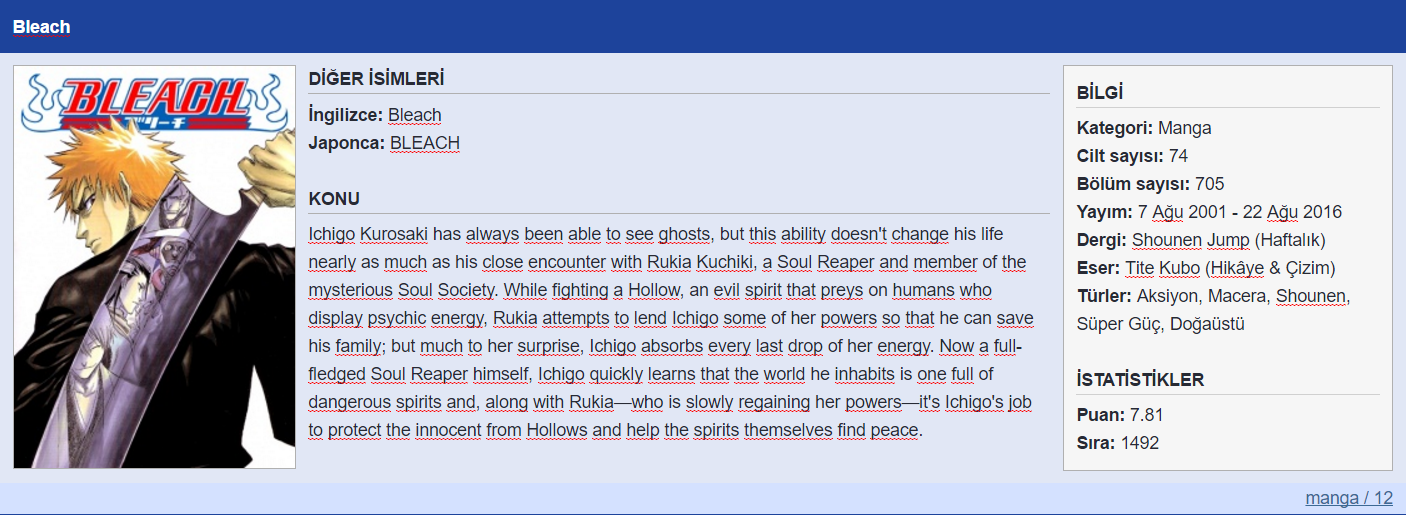 Bleach
BLEACH
ブリーチ
DİĞER İSİMLERİ
İngilizce: Bleach
Japonca: BLEACH
KONU
Ichigo Kurosaki has always been able to see ghosts, but this ability doesn't change his life
nearly as much as his close encounter with Rukia Kuchiki, a Soul Reaper and member of the
mysterious Soul Society. While fighting a Hollow, an evil spirit that preys on humans who
display psychic energy, Rukia attempts to lend Ichigo some of her powers so that he can save
his family; but much to her surprise, Ichigo absorbs every last drop of her energy. Now a full-
fledged Soul Reaper himself, Ichigo quickly learns that the world he inhabits is one full of
dangerous spirits and, along with Rukia—who is slowly regaining her powers—it's Ichigo's job
to protect the innocent from Hollows and help the spirits themselves find peace.
BİLGİ
Kategori: Manga
Cilt sayısı: 74
Bölüm sayısı: 705
Yayım: 7 Ağu 2001 - 22 Ağu 2016
Dergi: Shounen Jump (Haftalık)
Eser: Tite Kubo (Hikâye & Çizim)
Türler: Aksiyon, Macera, Shounen,
Süper Güç, Doğaüstü
İSTATİSTİKLER
Puan: 7.81
Sıra: 1492
manga / 12